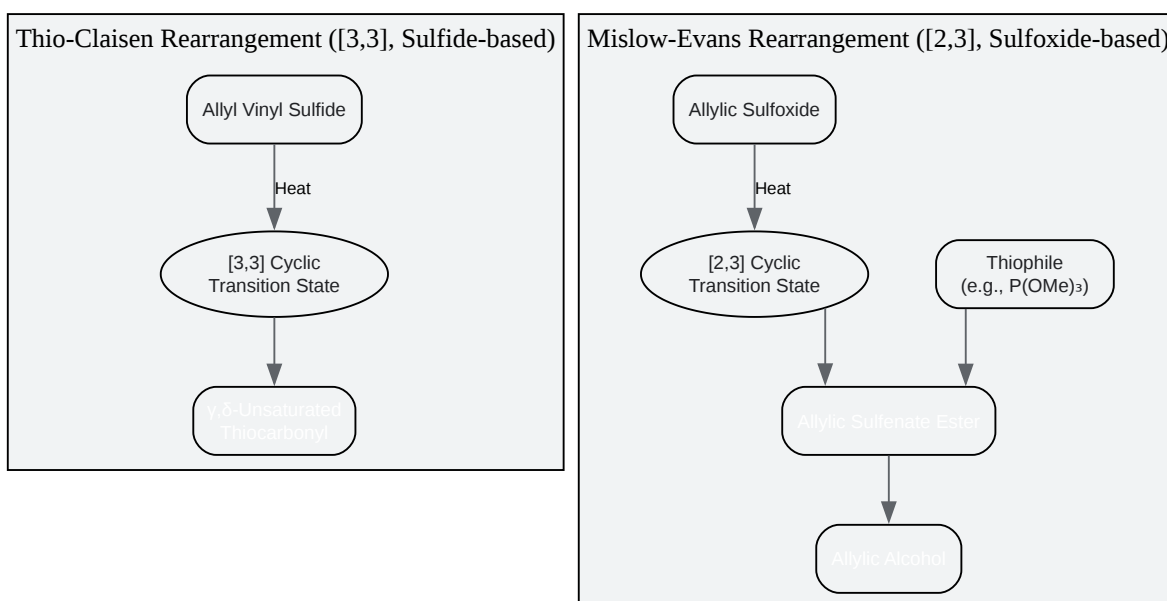 Thio-Claisen Rearrangement ([3,3], Sulfide-based)
Allyl Vinyl Sulfide
Heat
[3,3] Cyclic
Transition State
γ,δ-Unsaturated
Thiocarbonyl
Mislow-Evans Rearrangement ([2,3], Sulfoxide-based)
Allylic Sulfoxide
Heat
[2,3] Cyclic
Transition State
Thiophile
(e.g., P(OMe)₃)
Allylic Sulfenate Ester
Allylic Alcohol